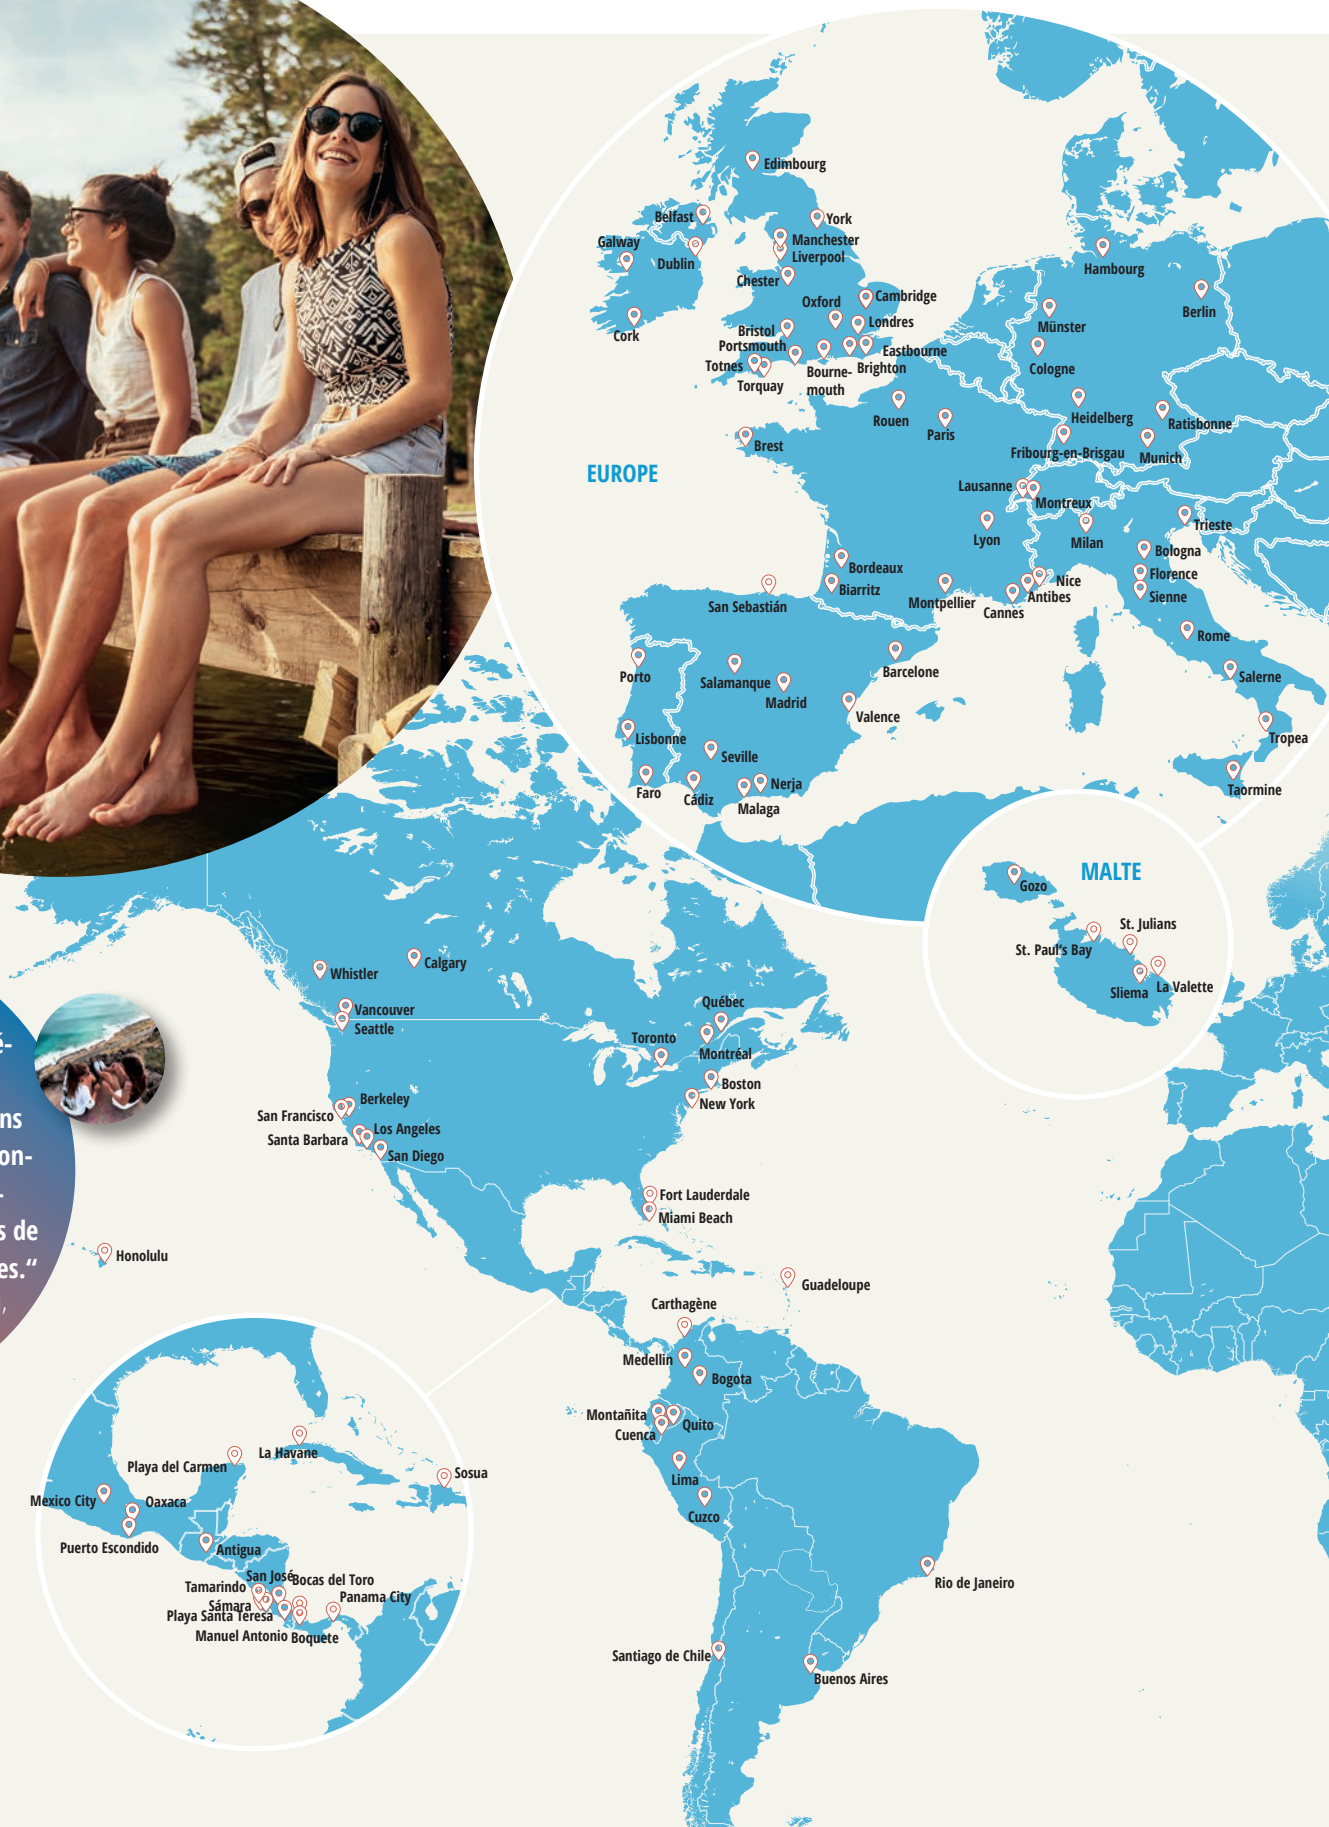 Edimbourg
Belfast
York
Galway
Manchester
Dublin
Liverpool
Chester
Cambridge
Oxford
Londres
Cork
Bristol
Portsmouth
Eastbourne
Totnes
Bourne-
mouth
Brighton
Torquay
Hambourg
Berlin
Münster
Cologne
Rouen
Paris
Heidelberg
Ratisbonne
Brest
Fribourg-en-Brisgau
Munich
EUROPE
Lausanne
Montreux
Lyon
Milan
Trieste
Bologna
Bordeaux
Florence
Biarritz
Nice
Antibes
Sienne
Montpellier
Cannes
San Sebastián
Rome
Porto
Salamanque
Barcelone
Salerne
Madrid
Valence
Lisbonne
Tropea
Seville
Nerja
Faro
Cádiz
Malaga
Taormine
MALTE
Gozo
St. Julians
St. Paul's Bay
Sliema
La Valette
Calgary
Whistler
Vancouver
Seattle
Québec
Toronto
Montréal
Boston
New York
Berkeley
San Francisco
Los Angeles
Santa Barbara
San Diego
Fort Lauderdale
Miami Beach
Honolulu
Guadeloupe
é-
ns
on-
-
s de
es.“
,
Carthagène
Medellin
Bogota
Montañita
Quito
Cuenca
Lima
Cuzco
Rio de Janeiro
Santiago de Chile
Buenos Aires
La Havane
Playa del Carmen
Sosua
Mexico City
Oaxaca
Puerto Escondido
Antigua
San José
Bocas del Toro
Tamarindo
Panama City
Sámara
Playa Santa Teresa
Manuel Antonio
Boquete